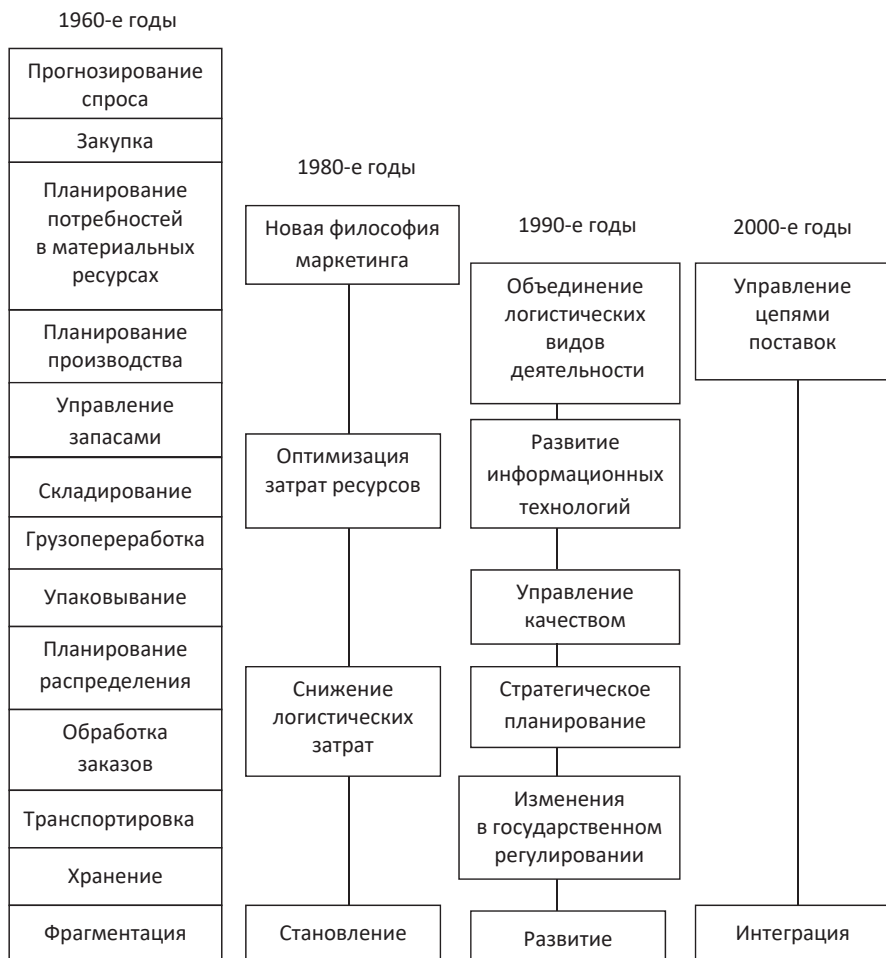 1960-е годы
Прогнозирование
спроса
Закупка
Планирование
потребностей
в материальных
ресурсах
Планирование
производства
Управление
запасами
Складирование
Грузопереработка
Упаковывание
Планирование
распределения
Обработка
заказов
Транспортировка
Хранение
Фрагментация
1980-е годы
Новая философия
маркетинга
Оптимизация
затрат ресурсов
Снижение
логистических
затрат
Становление
1990-е годы
Объединение
логистических
видов
деятельности
Развитие
информационных
технологий
Управление
качеством
Стратегическое
планирование
Изменения
в государственном
регулировании
Развитие
2000-е годы
Управление
цепями
поставок
Интеграция